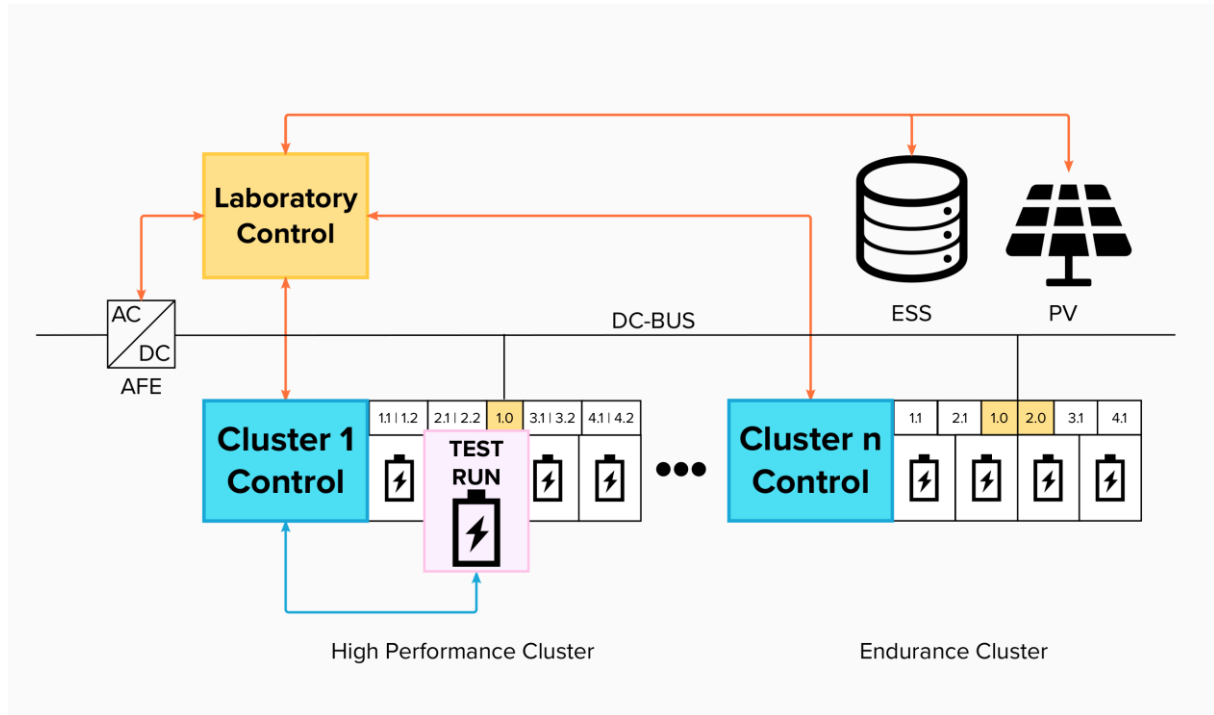 Laboratory
Control
ESS
PV
DC-BUS
AC
DC
AFE
Cluster 1
Control
1.1 | 1.2
2.1 | 2.2
1.0
3.1 | 3.2
4.1 | 4.2
TEST
RUN
Cluster n
Control
1.1
2.1
1.0
2.0
3.1
4.1
High Performance Cluster
Endurance Cluster